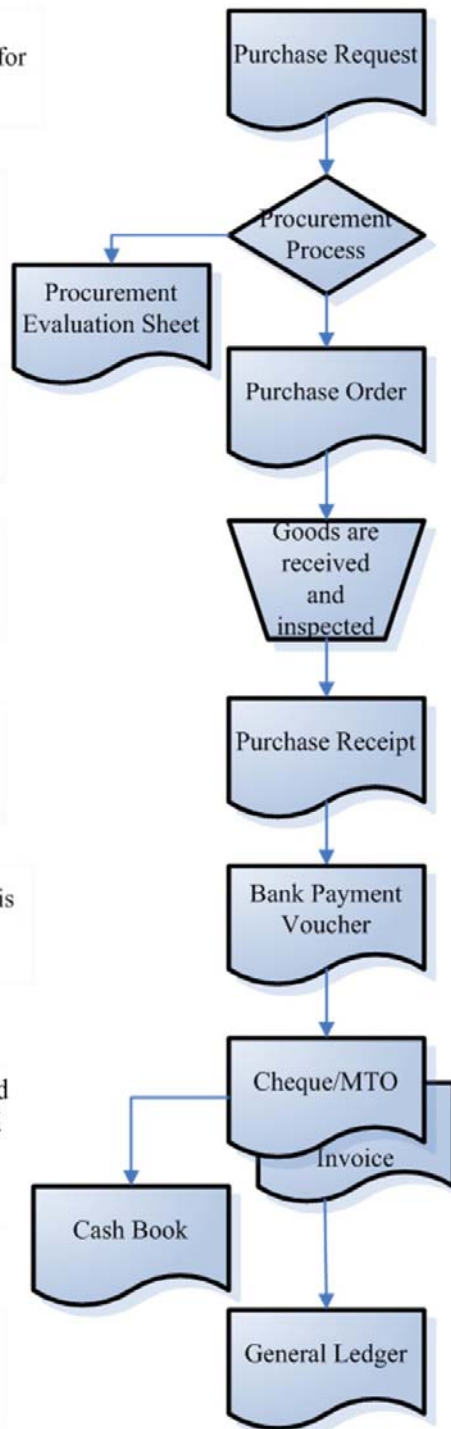 for
Purchase Request
Procurement
Process
Procurement
Evaluation Sheet
Purchase Order
Goods are
received
and
inspected
Purchase Receipt
is
Bank Payment
Voucher
Cheque/MTO
d
Invoice
Cash Book
General Ledger